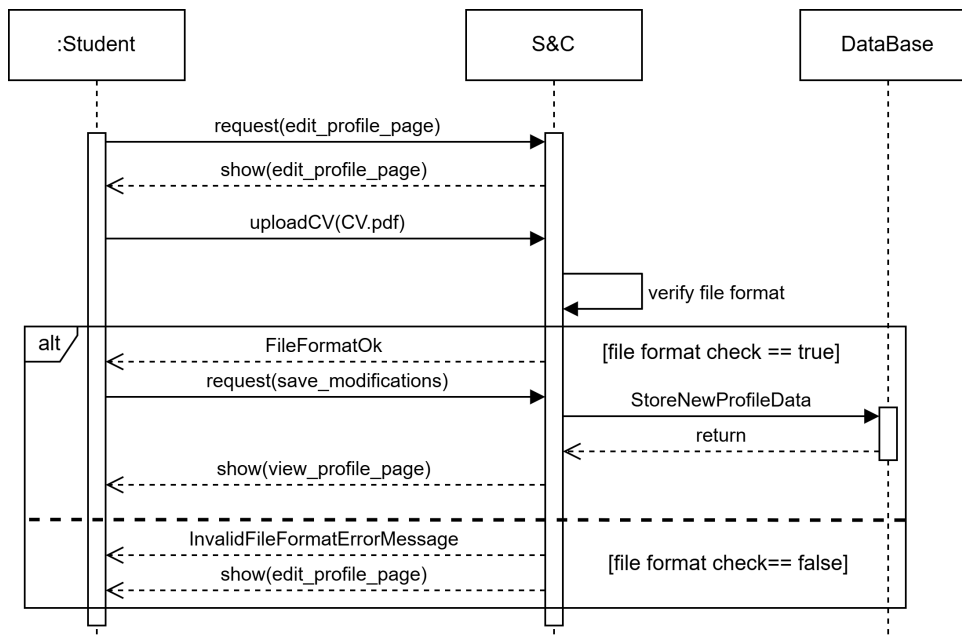 :Student
S&C
DataBase
request(edit_profile_page)
show(edit_profile_page)
uploadCV(CV.pdf)
verify file format
alt
FileFormatOk
[file format check == true]
request(save_modifications)
StoreNewProfileData
return
show(view_profile_page)
InvalidFileFormatErrorMessage
[file format check== false]
show(edit_profile_page)